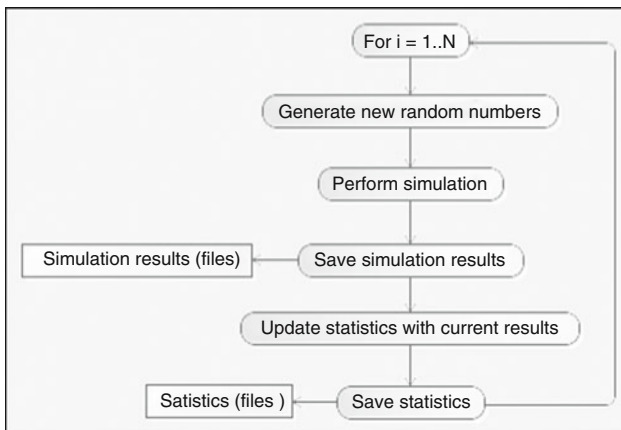 For i = 1..N
Generate new random numbers
Perform simulation
Simulation results (files)
Save simulation results
Update statistics with current results
Satistics (files )
Save statistics